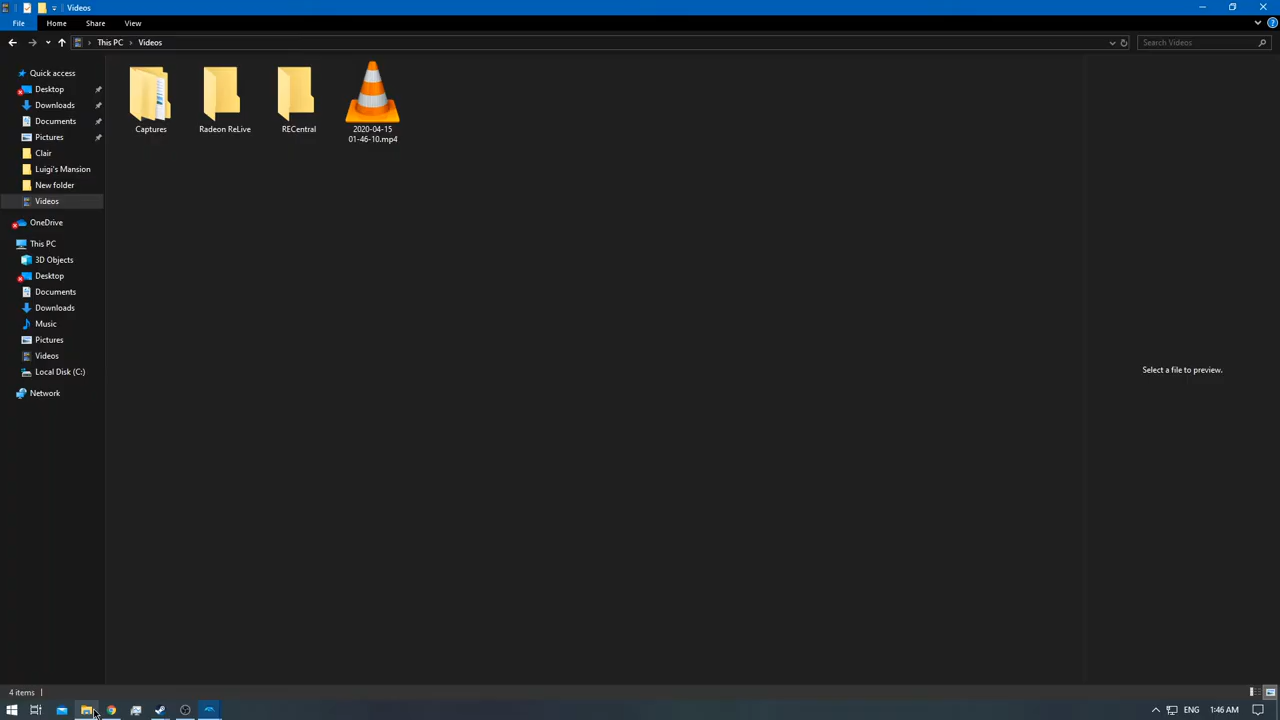 Videos
File Home Share View
This PC Videos
Search Videos
Quick access
Desktop
Downloads
Documents
Pictures
Clair
Luigi's Mansion
New folder
Videos
OneDrive
This PC
3D Objects
Desktop
Documents
Downloads
Music
Pictures
Videos
Local Disk (C:)
Network
Captures
Radeon ReLive
RECentral
2020-04-15
01-46-10.mp4
Select a file to preview.
4 items
ENG 1:46 AM